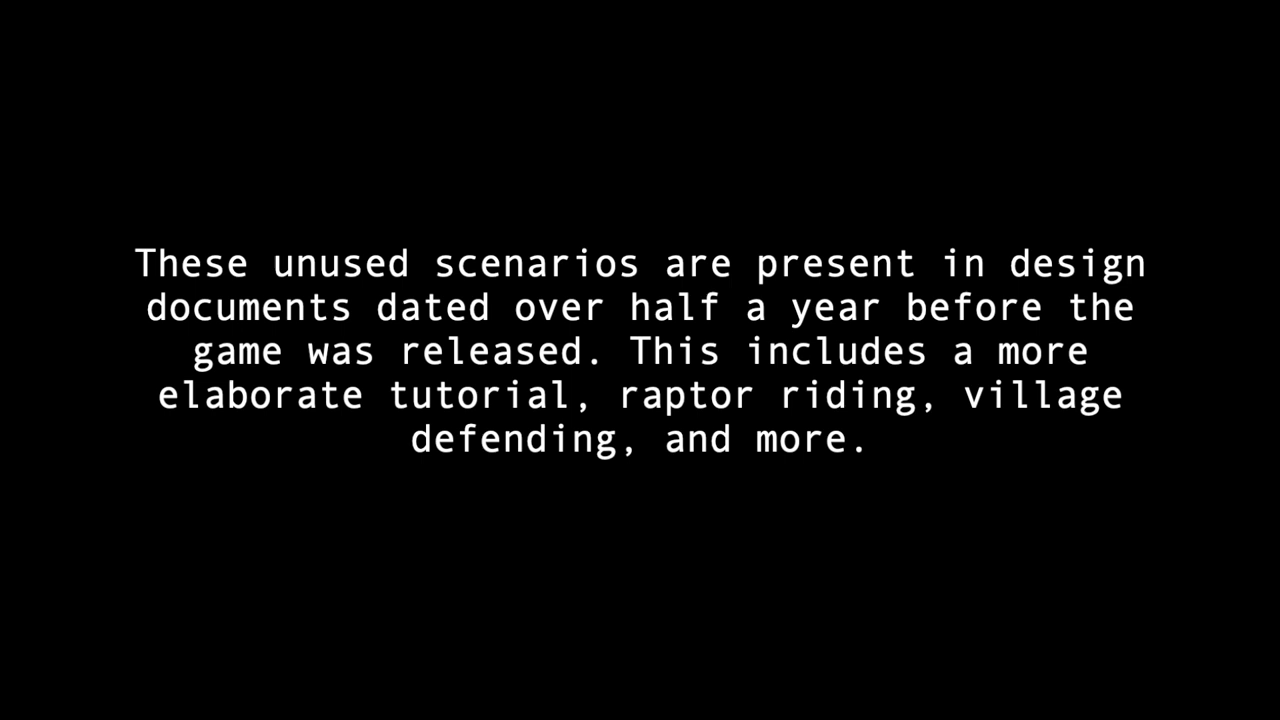 These unused scenarios are present in design
documents dated over half a year before the
game was released. This includes a more
elaborate tutorial, raptor riding, village
defending, and more.